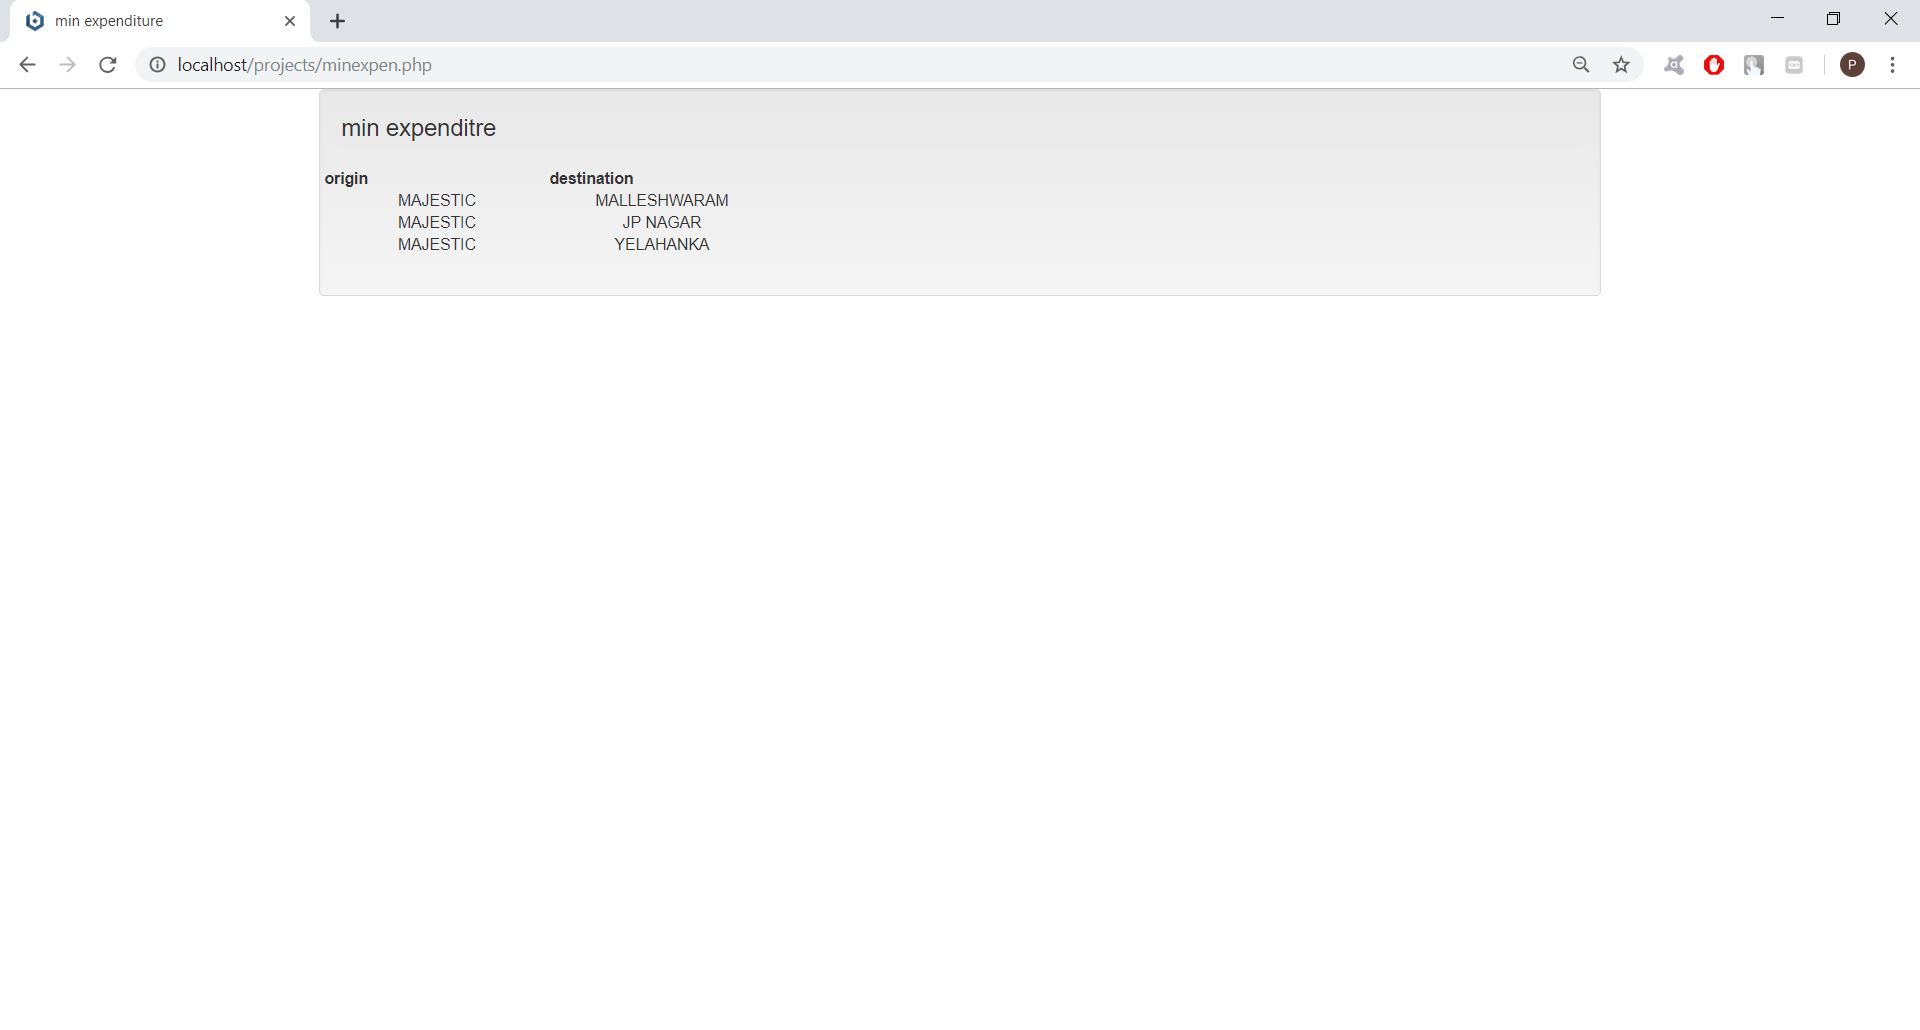 min expenditure
localhost/projects/minexpen.php
P
min expenditre
origin destination
MAJESTIC MALLESHWARAM
MAJESTIC JP NAGAR
MAJESTIC YELAHANKA